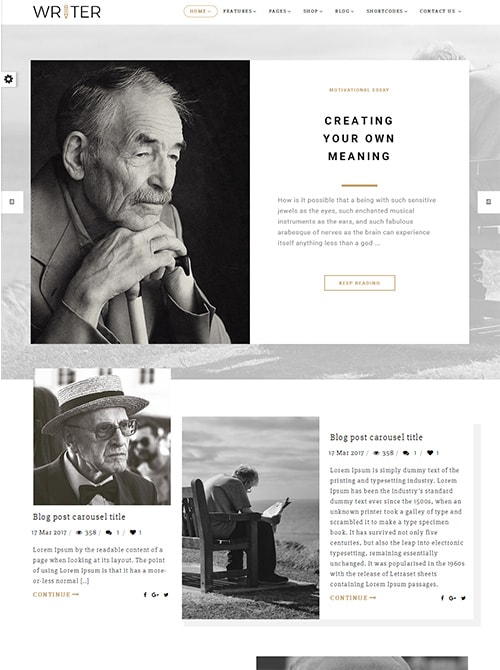 WRITER
HOME FEATURES PAGES SHOP BLOG SHORTCODES CONTACT US
MOTIVATIONAL ESSAY
CREATING
YOUR OWN
MEANING
How is it possible that a being with such sensitive
jewels as the eyes, such enchanted musical
instruments as the ears, and such fabulous
arabesque of nerves as the brain can experience
itself anything less than a god ...
KEEP READING
Blog post carousel title
17 Mar 2017 / 358 / 1 / 1
Lorem Ipsum by the readable content of a
page when looking at its layout. The point
of using Lorem Ipsum is that it has a more-
or-less normal [...]
CONTINUE
Blog post carousel title
17 Mar 2017 / 358 / 1 / 1
Lorem Ipsum is simply dummy text of the
printing and typesetting industry. Lorem
Ipsum has been the industry's standard
dummy text ever since the 1500s, when an
unknown printer took a galley of type and
scrambled it to make a type specimen
book. It has survived not only five
centuries, but also the leap into electronic
typesetting, remaining essentially
unchanged. It was popularised in the 1960s
with the release of Letraset sheets
containing Lorem Ipsum passages.
CONTINUE